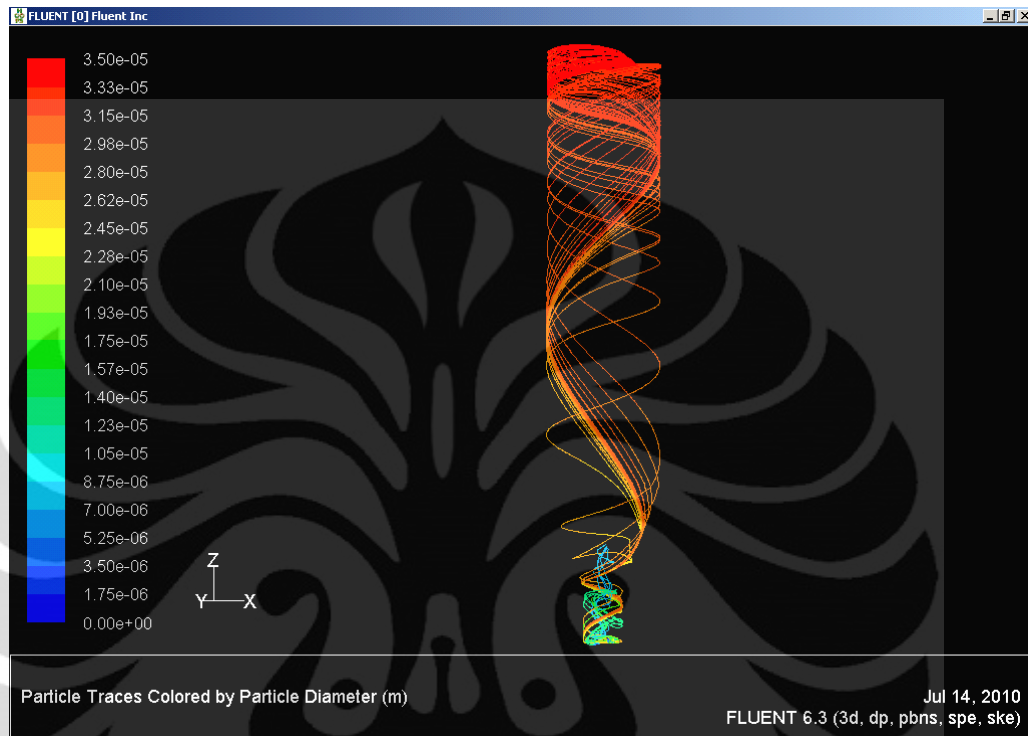 FLUENT [0] Fluent Inc
3.50e-05
3.33e-05
3.15e-05
2.98e-05
2.80e-05
2.62e-05
2.45e-05
2.28e-05
2.10e-05
1.93e-05
1.75e-05
1.57e-05
1.40e-05
1.23e-05
1.05e-05
8.75e-06
7.00e-06
5.25e-06
3.50e-06
1.75e-06
0.00e+00
Z
Y X
Particle Traces Colored by Particle Diameter (m)
Jul 14, 2010
FLUENT 6.3 (3d, dp, pbns, spe, ske)